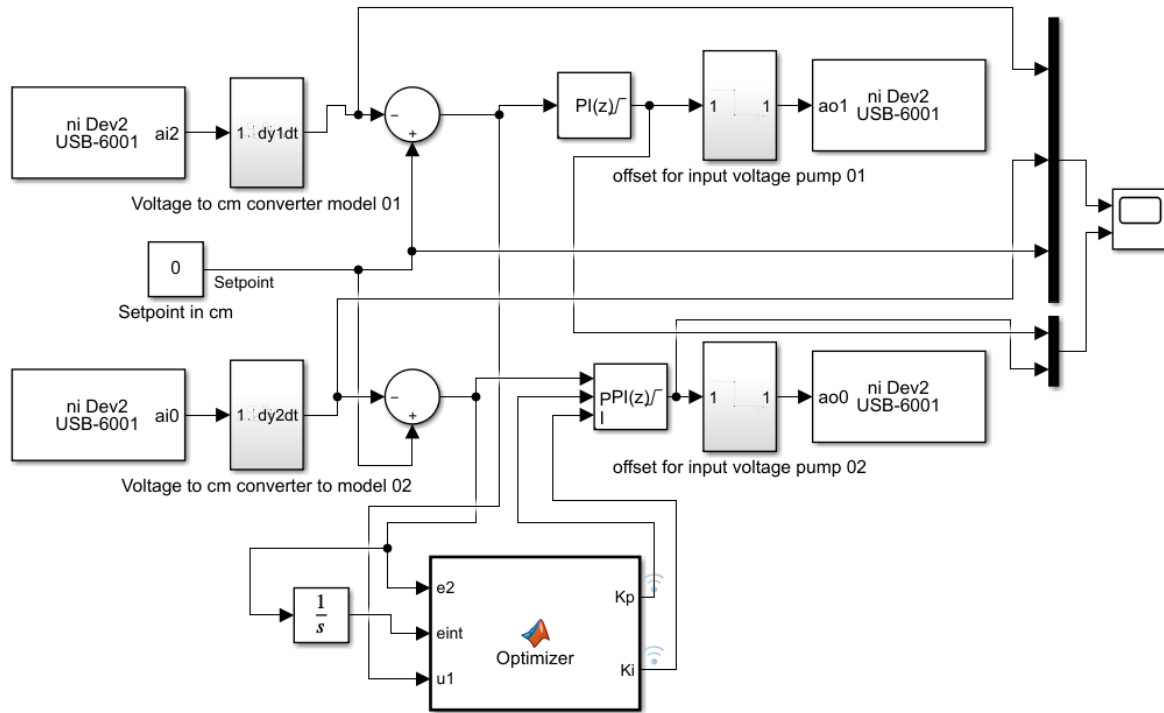 ni Dev2
USB-6001
ai2
1
dy1dt
Voltage to cm converter model 01
−
+
PI(z)
1
1
offset for input voltage pump 01
ao1
ni Dev2
USB-6001
0
Setpoint
Setpoint in cm
ni Dev2
USB-6001
ai0
1
dy2dt
Voltage to cm converter to model 02
−
+
P
I
PI(z)
1
1
offset for input voltage pump 02
ao0
ni Dev2
USB-6001
1
s
e2
eint
u1
Optimizer
Kp
Ki